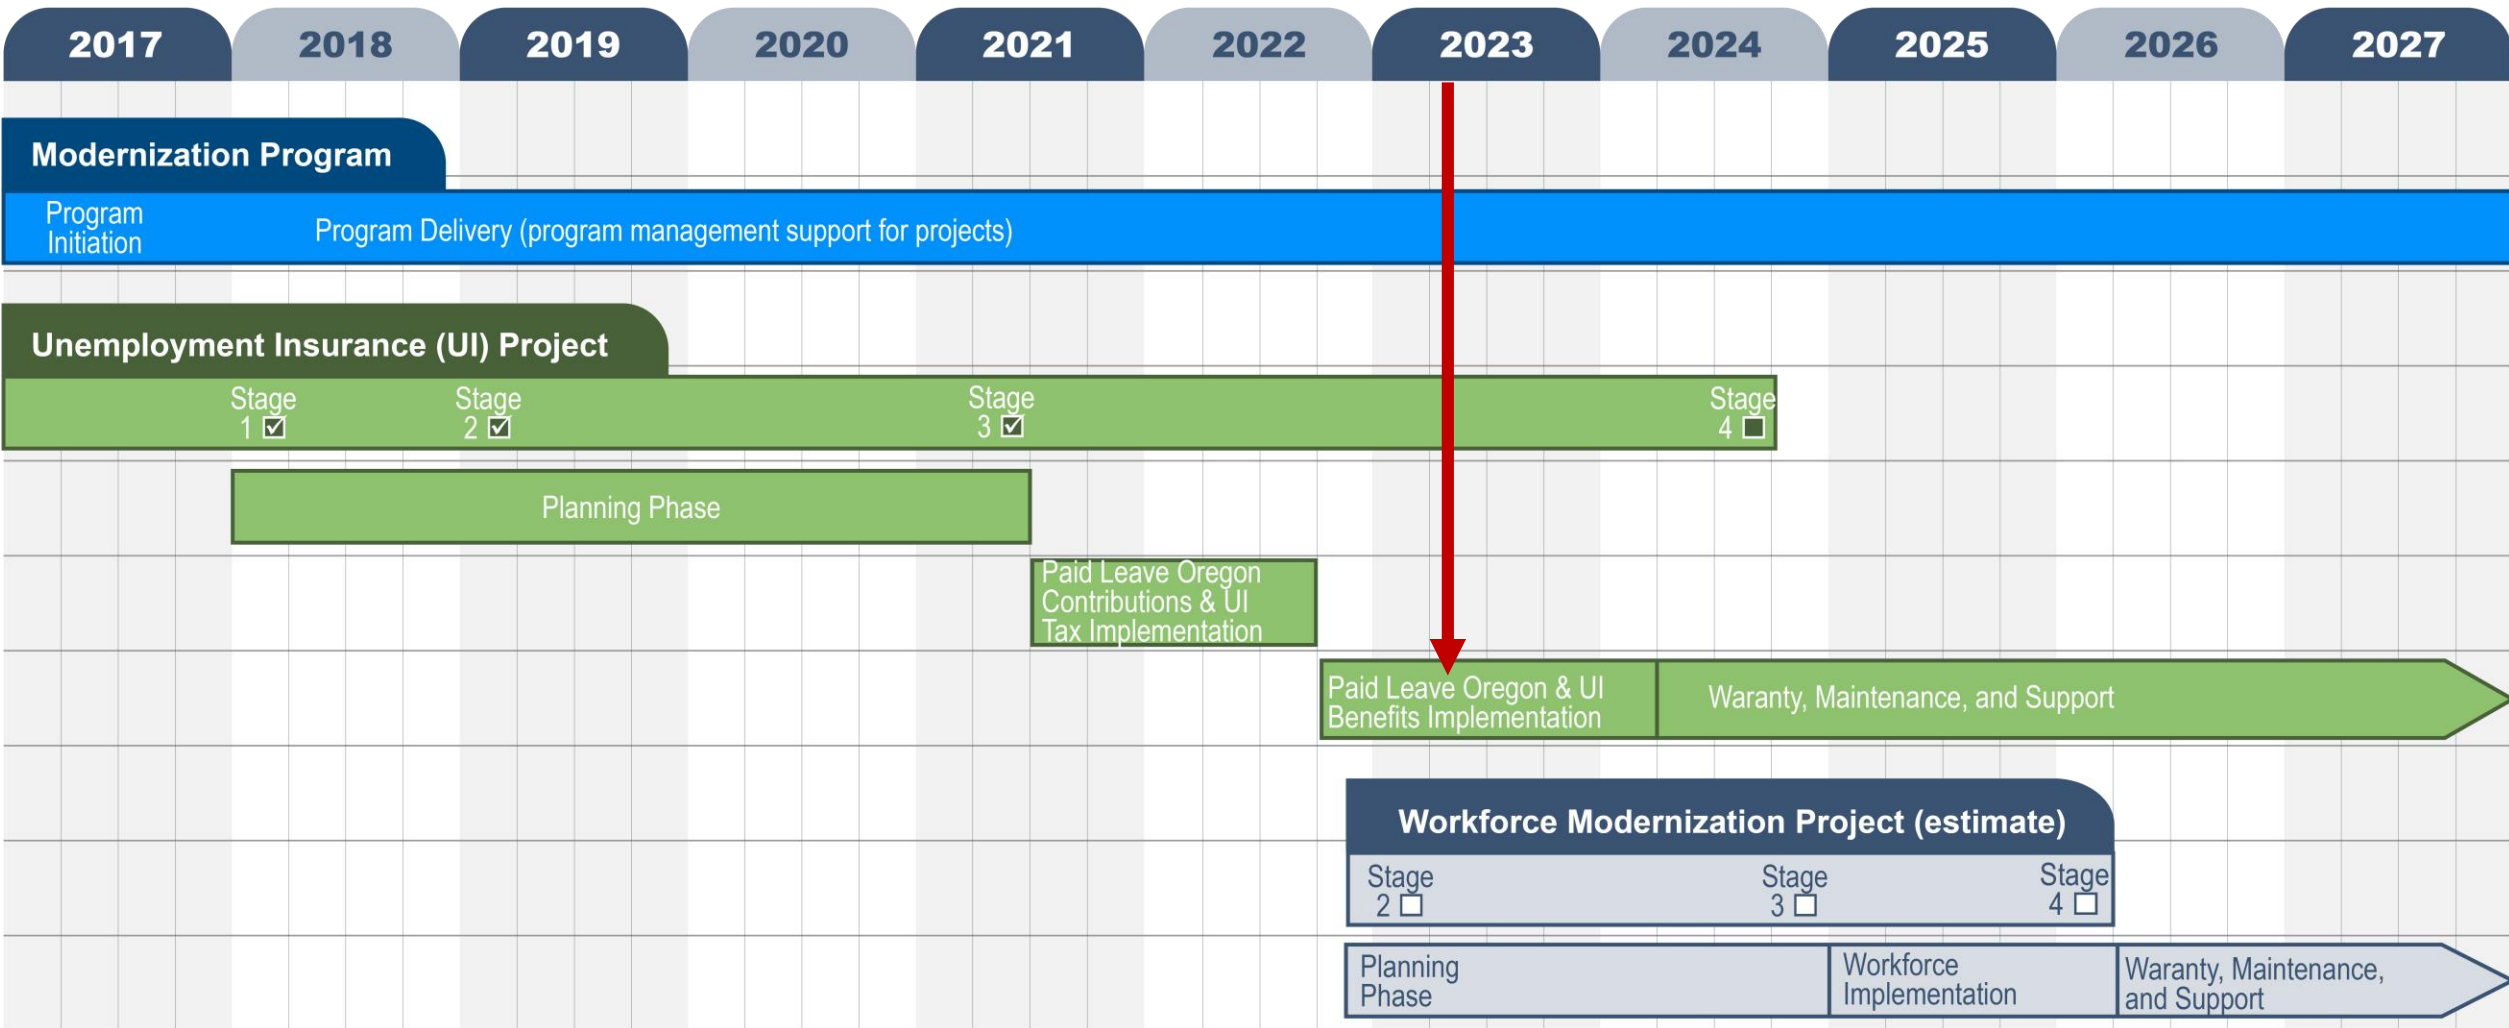 2017 2018 2019 2020 2021 2022 2023 2024 2025 2026 2027
Modernization Program
Program
Initiation
Program Delivery (program management support for projects)
Unemployment Insurance (UI) Project
Stage
1
Stage
2
Stage
3
Stage
4
Planning Phase
Paid Leave Oregon
Contributions & UI
Tax Implementation
Paid Leave Oregon & UI
Benefits Implementation
Waranty, Maintenance, and Support
Workforce Modernization Project (estimate)
Stage
2
Stage
3
Stage
4
Planning
Phase
Workforce
Implementation
Waranty, Maintenance,
and Support